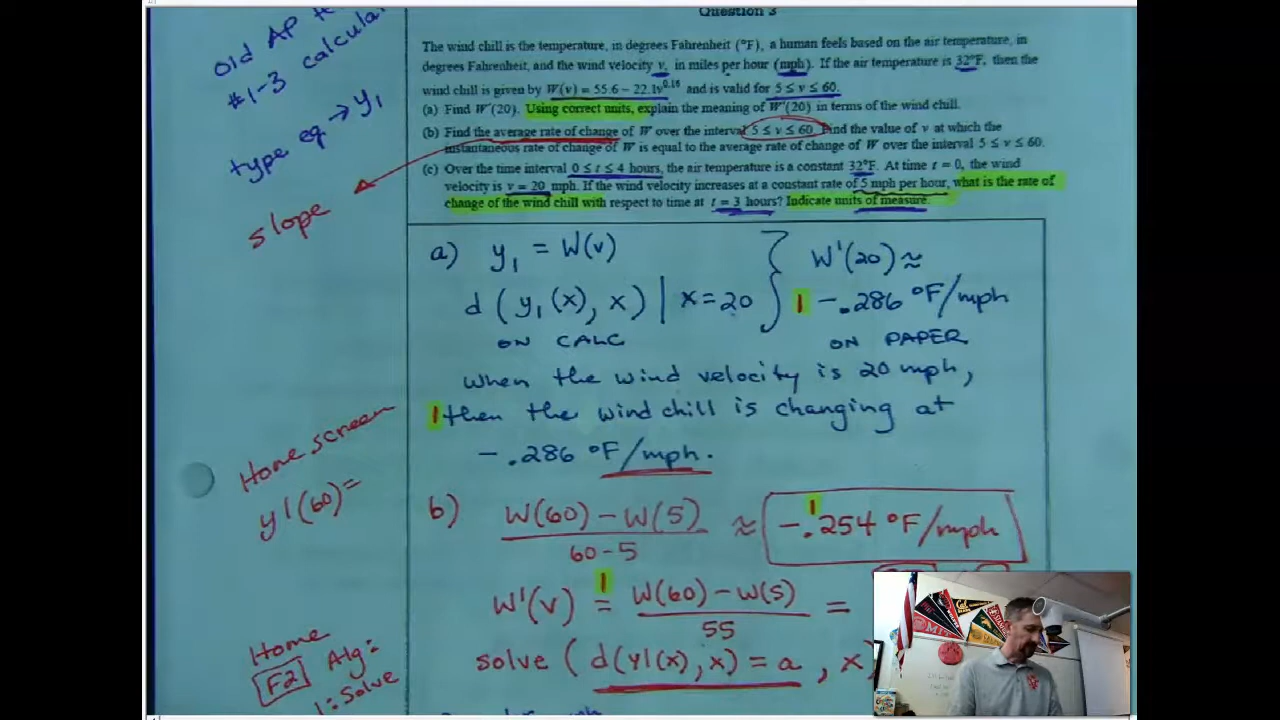 Question 3
old AP
#1-3 calcula
type eq → y₁
slope
The wind chill is the temperature, in degrees Fahrenheit (°F), a human feels based on the air temperature, in
degrees Fahrenheit, and the wind velocity v, in miles per hour (mph). If the air temperature is 32°F, then the
wind chill is given by W(v) = 55.6 − 22.1v^0.16 and is valid for 5 ≤ v ≤ 60.
(a) Find W'(20). Using correct units, explain the meaning of W'(20) in terms of the wind chill.
(b) Find the average rate of change of W over the interval 5 ≤ v ≤ 60. Find the value of v at which the
instantaneous rate of change of W is equal to the average rate of change of W over the interval 5 ≤ v ≤ 60.
(c) Over the time interval 0 ≤ t ≤ 4 hours, the air temperature is a constant 32°F. At time t = 0, the wind
velocity is v = 20 mph. If the wind velocity increases at a constant rate of 5 mph per hour, what is the rate of
change of the wind chill with respect to time at t = 3 hours? Indicate units of measure.
a) y₁ = W(v)
d (y₁(x), x) | x=20
ON CALC
W'(20) ≈
1 −.286 °F/mph
ON PAPER
When the wind velocity is 20 mph,
1 then the wind chill is changing at
−.286 °F/mph.
Home screen
y1(60)=
b) W(60) − W(5)
60−5
≈ 1 −.254 °F/mph
W'(v) 1 = W(60) − W(5) =
55
solve ( d(y1(x), x) = a , x
Home
F2 Alg:
1: Solve
MIT